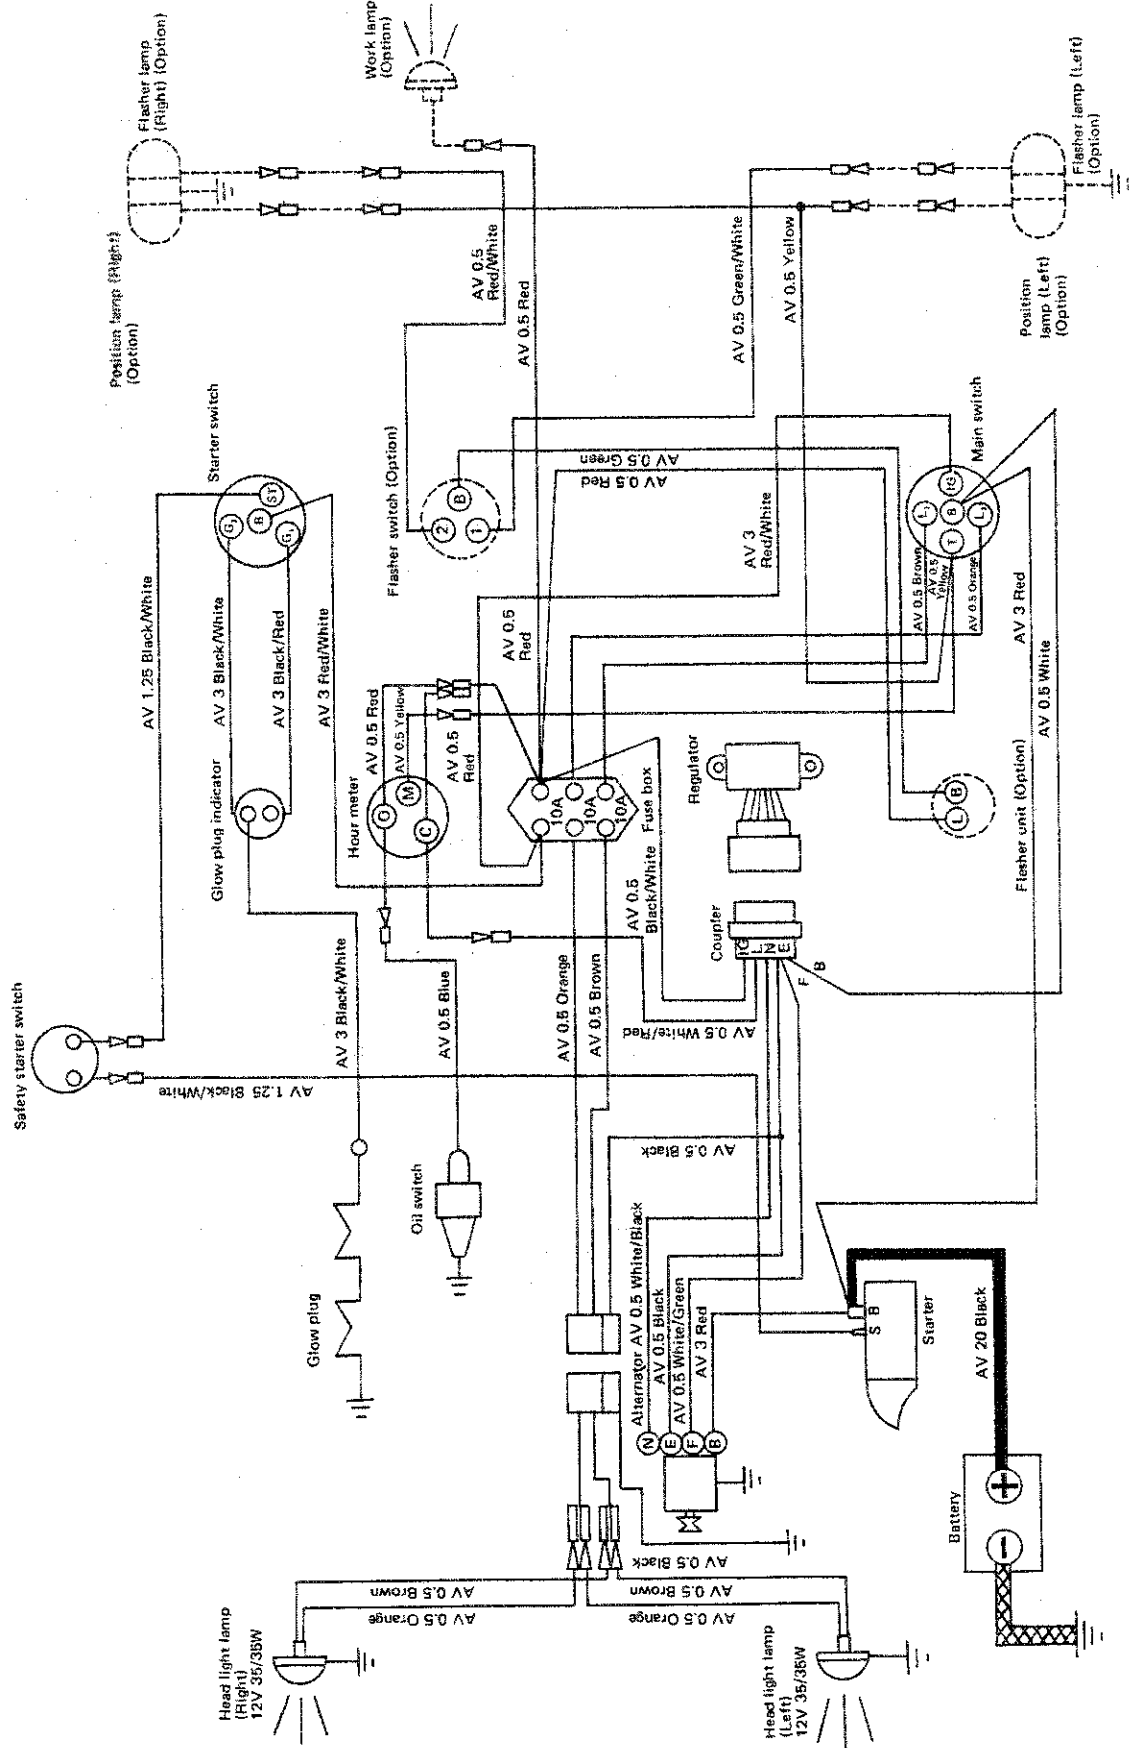 Flasher lamp
(Right) (Option)
Position lamp (Right)
(Option)
Work lamp
(Option)
Flasher lamp (Left)
(Option)
Position
lamp (Left)
(Option)
AV 0.5
Red/White
AV 0.5 Red
AV 0.5 Green/White
AV 0.5 Yellow
Starter switch
G1
B
ST
G1
Flasher switch (Option)
2
B
1
AV 0.5 Green
AV 0.5 Red
Main switch
L1
IG
B
T
L1
AV 3
Red/White
AV 0.5 Brown
AV 0.5
Yellow
AV 0.5 Orange
AV 3 Red
AV 0.5 White
AV 1.25 Black/White
AV 3 Black/White
AV 3 Black/Red
AV 3 Red/White
AV 0.5 Red
AV 0.5 Yellow
AV 0.5
Red
AV 0.5
Red
Glow plug indicator
Hour meter
O
M
C
Fuse box
10A
10A
10A
Regulator
Flasher unit (Option)
L
B
AV 0.5
Black/White
Coupler
IG
L
N
E
F
B
Safety starter switch
AV 1.25 Black/White
AV 3 Black/White
AV 0.5 Blue
AV 0.5 Orange
AV 0.5 Brown
AV 0.5 White/Red
Oil switch
Glow plug
AV 0.5 Black
Alternator
AV 0.5 White/Black
AV 0.5 Black
AV 0.5 White/Green
AV 3 Red
N
E
F
B
S
B
Starter
AV 20 Black
Battery
+
−
AV 0.5 Black
AV 0.5 Brown
AV 0.5 Orange
AV 0.5 Brown
AV 0.5 Orange
Head light lamp
(Right)
12V 35/35W
Head light lamp
(Left)
12V 35/35W